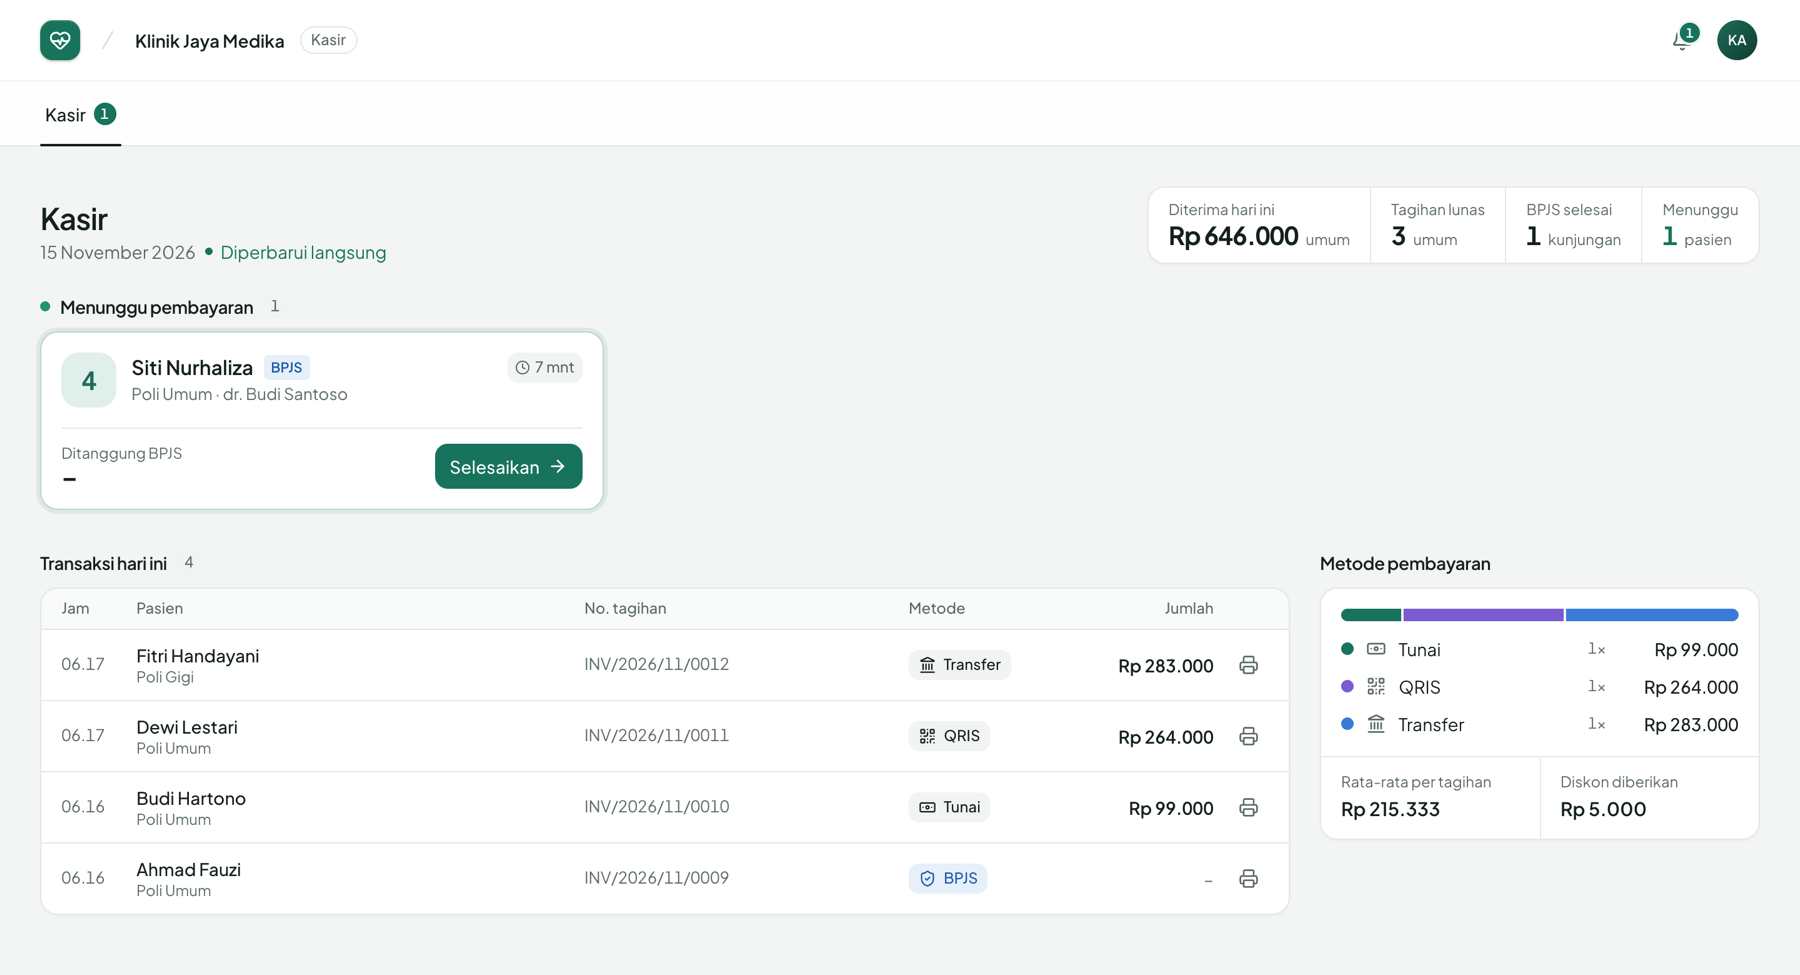 Klinik Jaya Medika
Kasir
1
KA
Kasir 1
Kasir
15 November 2026 • Diperbarui langsung
Diterima hari ini
Rp 646.000 umum
Tagihan lunas
3 umum
BPJS selesai
1 kunjungan
Menunggu
1 pasien
Menunggu pembayaran 1
4
Siti Nurhaliza BPJS
7 mnt
Poli Umum · dr. Budi Santoso
Ditanggung BPJS
–
Selesaikan →
Transaksi hari ini 4
Jam Pasien No. tagihan Metode Jumlah
06.17 Fitri Handayani INV/2026/11/0012 Transfer Rp 283.000
Poli Gigi
06.17 Dewi Lestari INV/2026/11/0011 QRIS Rp 264.000
Poli Umum
06.16 Budi Hartono INV/2026/11/0010 Tunai Rp 99.000
Poli Umum
06.16 Ahmad Fauzi INV/2026/11/0009 BPJS –
Poli Umum
Metode pembayaran
Tunai 1× Rp 99.000
QRIS 1× Rp 264.000
Transfer 1× Rp 283.000
Rata-rata per tagihan
Rp 215.333
Diskon diberikan
Rp 5.000